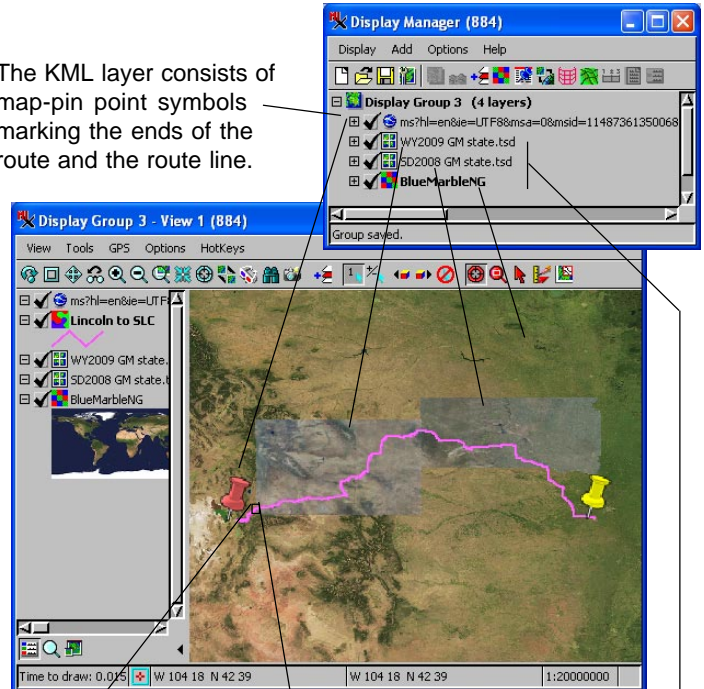 The KML layer consists of
map-pin point symbols
marking the ends of the
route and the route line.
Display Manager (884)
Display Add Options Help
Display Group 3 (4 layers)
ms?hl=en&ie=UTF8&msa=0&msid=11487361350068
WY2009 GM state.tsd
SD2008 GM state.tsd
BlueMarbleNG
Group saved.
Display Group 3 - View 1 (884)
View Tools GPS Options HotKeys
ms?hl=en&ie=UTF
Lincoln to SLC
WY2009 GM state.
SD2008 GM state.t
BlueMarbleNG
Time to draw: 0.015 W 104 18 N 42 39 W 104 18 N 42 39 1:20000000